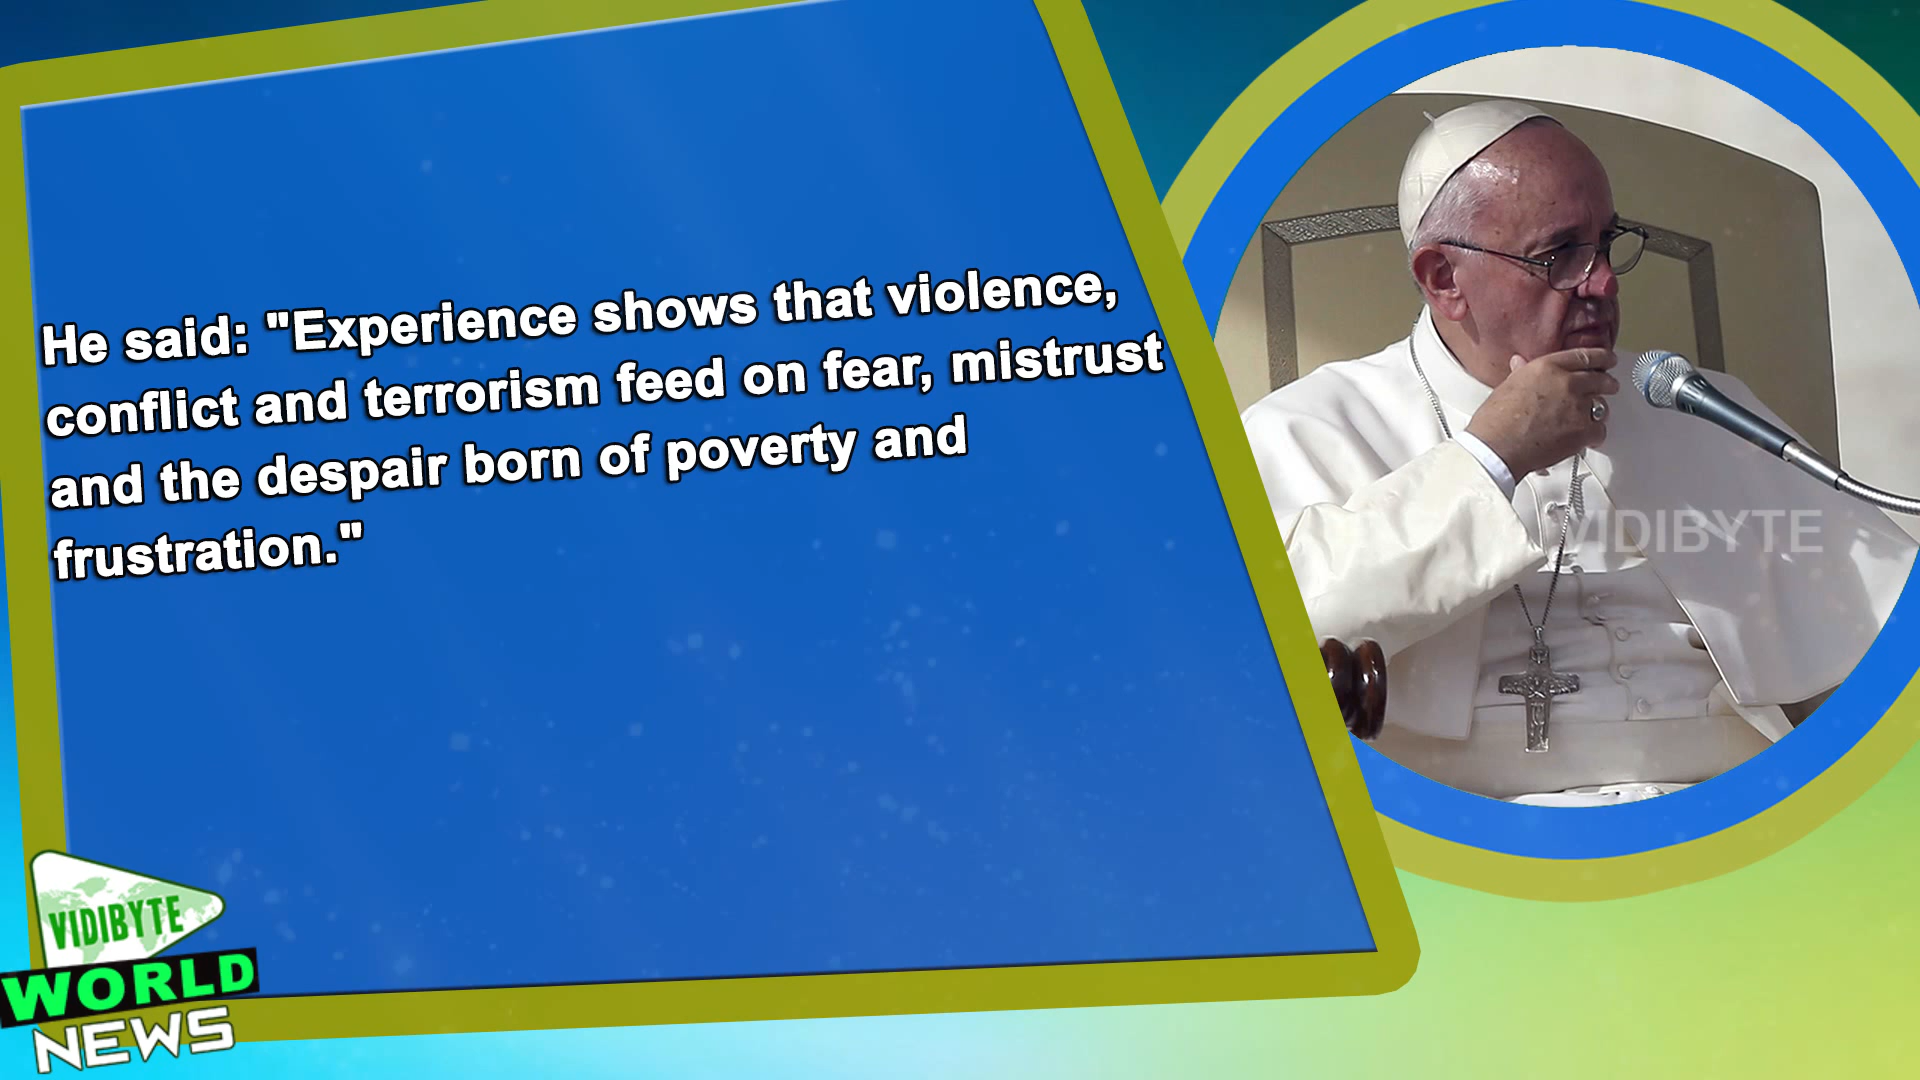 He said: "Experience shows that violence,
conflict and terrorism feed on fear, mistrust
and the despair born of poverty and
frustration."
VIDIBYTE
VIDIBYTE
WORLD
NEWS